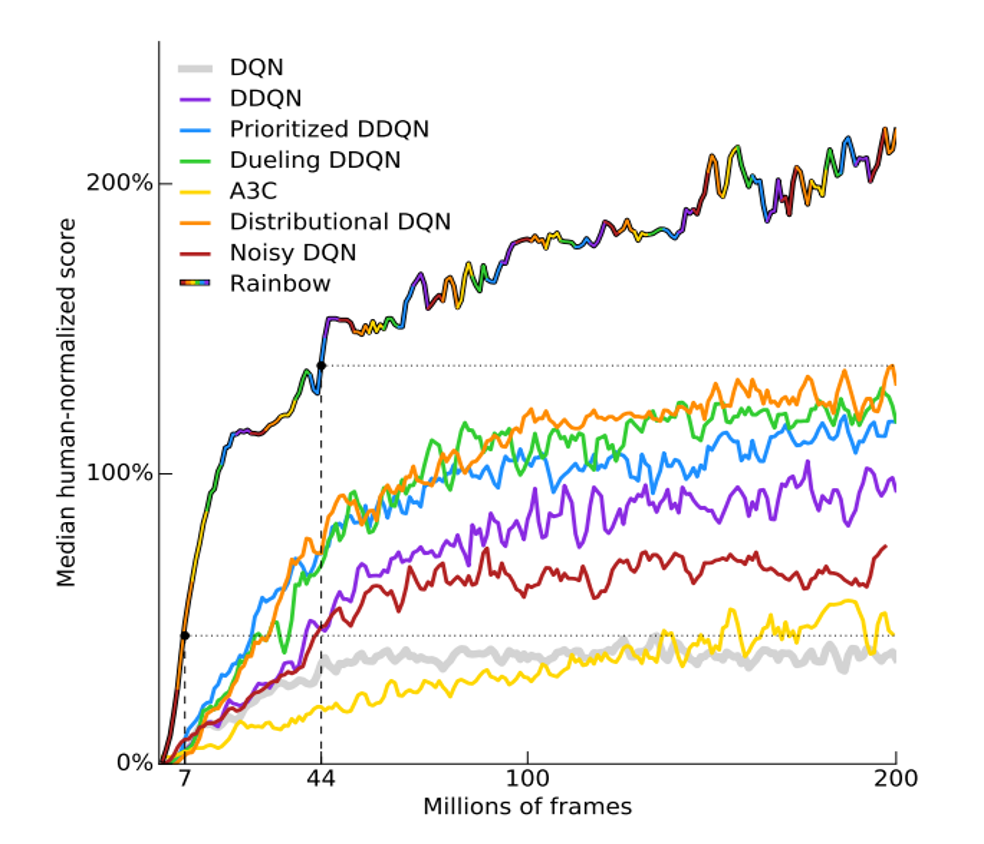 DQN
DDQN
Prioritized DDQN
Dueling DDQN
A3C
Distributional DQN
Noisy DQN
Rainbow
200%
100%
0%
Median human-normalized score
7 44 100 200
Millions of frames